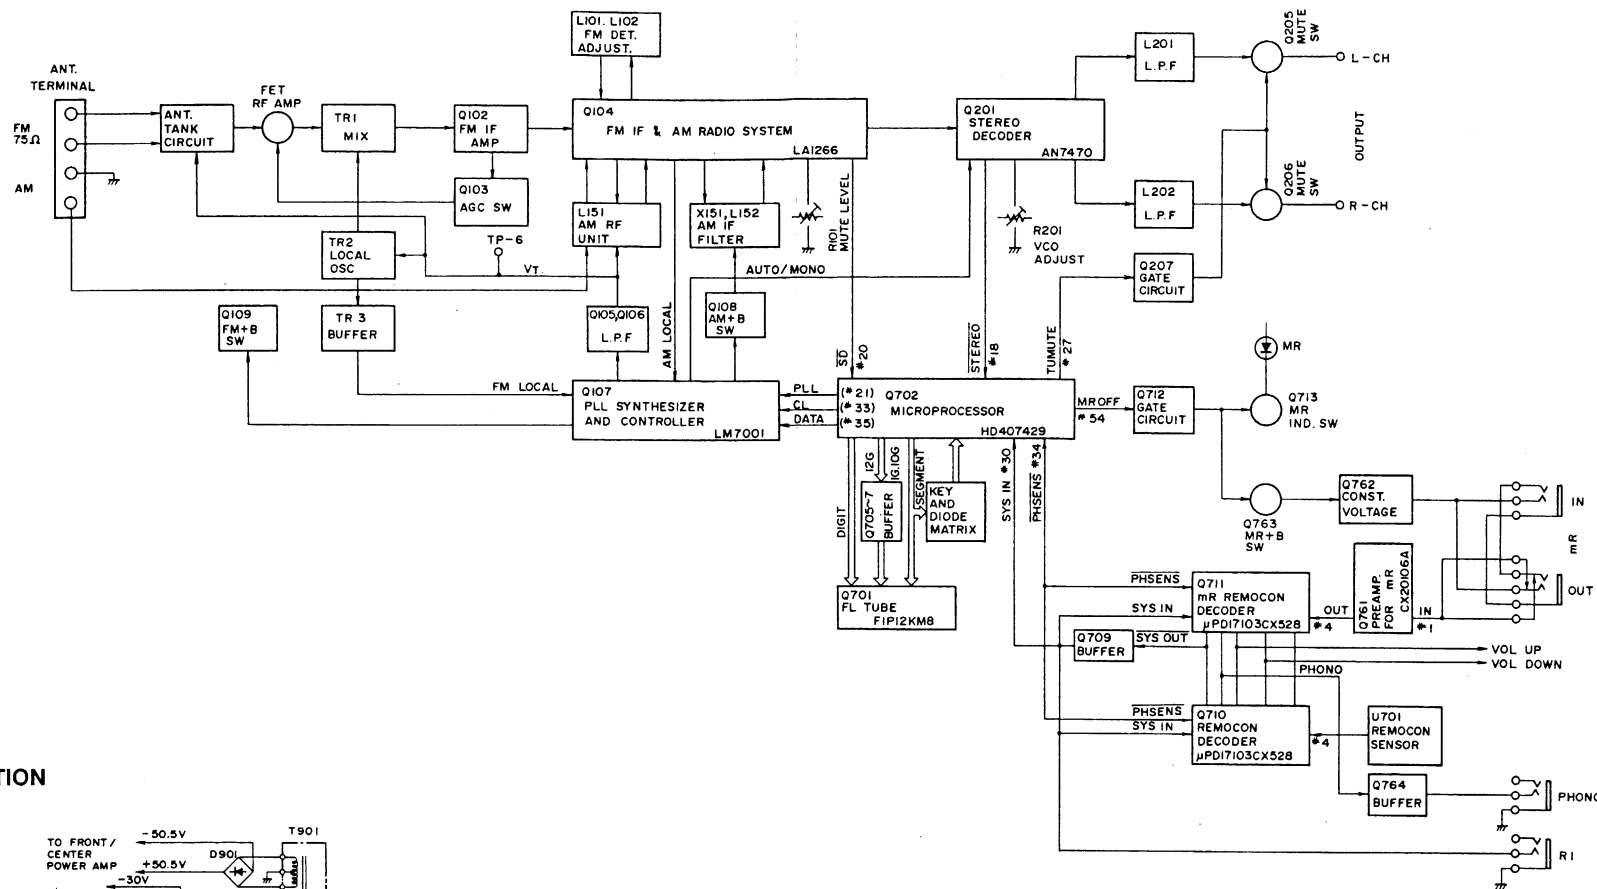 L101. L102
FM DET.
ADJUST.
ANT.
TERMINAL
FM
75Ω
AM
ANT.
TANK
CIRCUIT
FET
RF AMP
TR1
MIX
Q102
FM IF
AMP
Q103
AGC SW
Q104
FM IF & AM RADIO SYSTEM
LA1266
Q201
STEREO
DECODER
AN7470
L201
L.P.F
L202
L.P.F
Q205
MUTE
SW
Q206
MUTE
SW
L-CH
R-CH
OUTPUT
TR2
LOCAL
OSC
TP-6
VT.
L151
AM RF
UNIT
X151, L152
AM IF
FILTER
R101
MUTE LEVEL
R201
VCO
ADJUST
AUTO/MONO
Q207
GATE
CIRCUIT
Q109
FM+B
SW
TR 3
BUFFER
Q105,Q106
L.P.F
AM LOCAL
Q108
AM+B
SW
SD
#20
STEREO
#18
TUMUTE
#27
MR
FM LOCAL
Q107
PLL SYNTHESIZER
AND CONTROLLER
LM7001
PLL
CL
DATA
(#21)
(#33)
(#35)
Q702
MICROPROCESSOR
HD407429
MROFF
#54
Q712
GATE
CIRCUIT
Q713
MR
IND. SW
DIGIT
12G
1G,10G
SEGMENT
Q705~7
BUFFER
KEY
AND
DIODE
MATRIX
SYS IN #30
PHSENS #34
Q763
MR+B
SW
Q762
CONST.
VOLTAGE
IN
mR
OUT
Q701
FL TUBE
FIP12KM8
PHSENS
SYS IN
Q711
mR REMOCON
DECODER
µPD17103CX528
OUT
#4
Q761
PREAMP.
FOR mR
CX20106A
IN
#1
Q709
BUFFER
SYS OUT
VOL UP
VOL DOWN
PHONO
PHSENS
SYS IN
Q710
REMOCON
DECODER
µPD17103CX528
#4
U701
REMOCON
SENSOR
Q764
BUFFER
PHONO
RI
TION
TO FRONT/
CENTER
POWER AMP
-50.5V
+50.5V
-30V
D901
T901